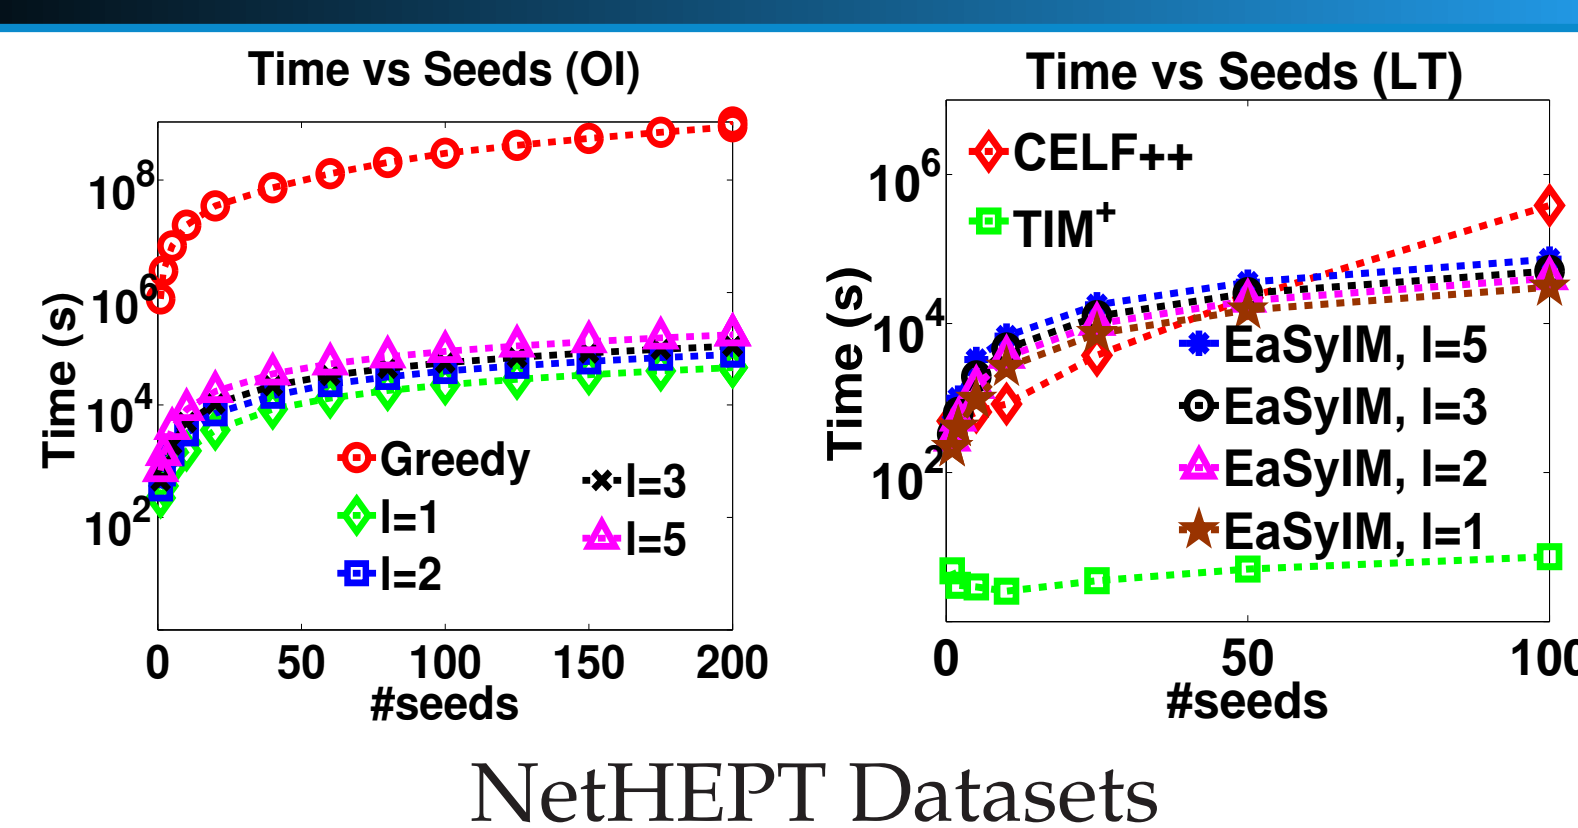 Time vs Seeds (OI)
Time (s)
10^8
10^6
10^4
10^2
Greedy
l=1
l=2
l=3
l=5
0 50 100 150 200
#seeds
Time vs Seeds (LT)
Time (s)
10^6
10^4
10^2
CELF++
TIM^+
EaSyIM, l=5
EaSyIM, l=3
EaSyIM, l=2
EaSyIM, l=1
0 50 100
#seeds
NetHEPT Datasets